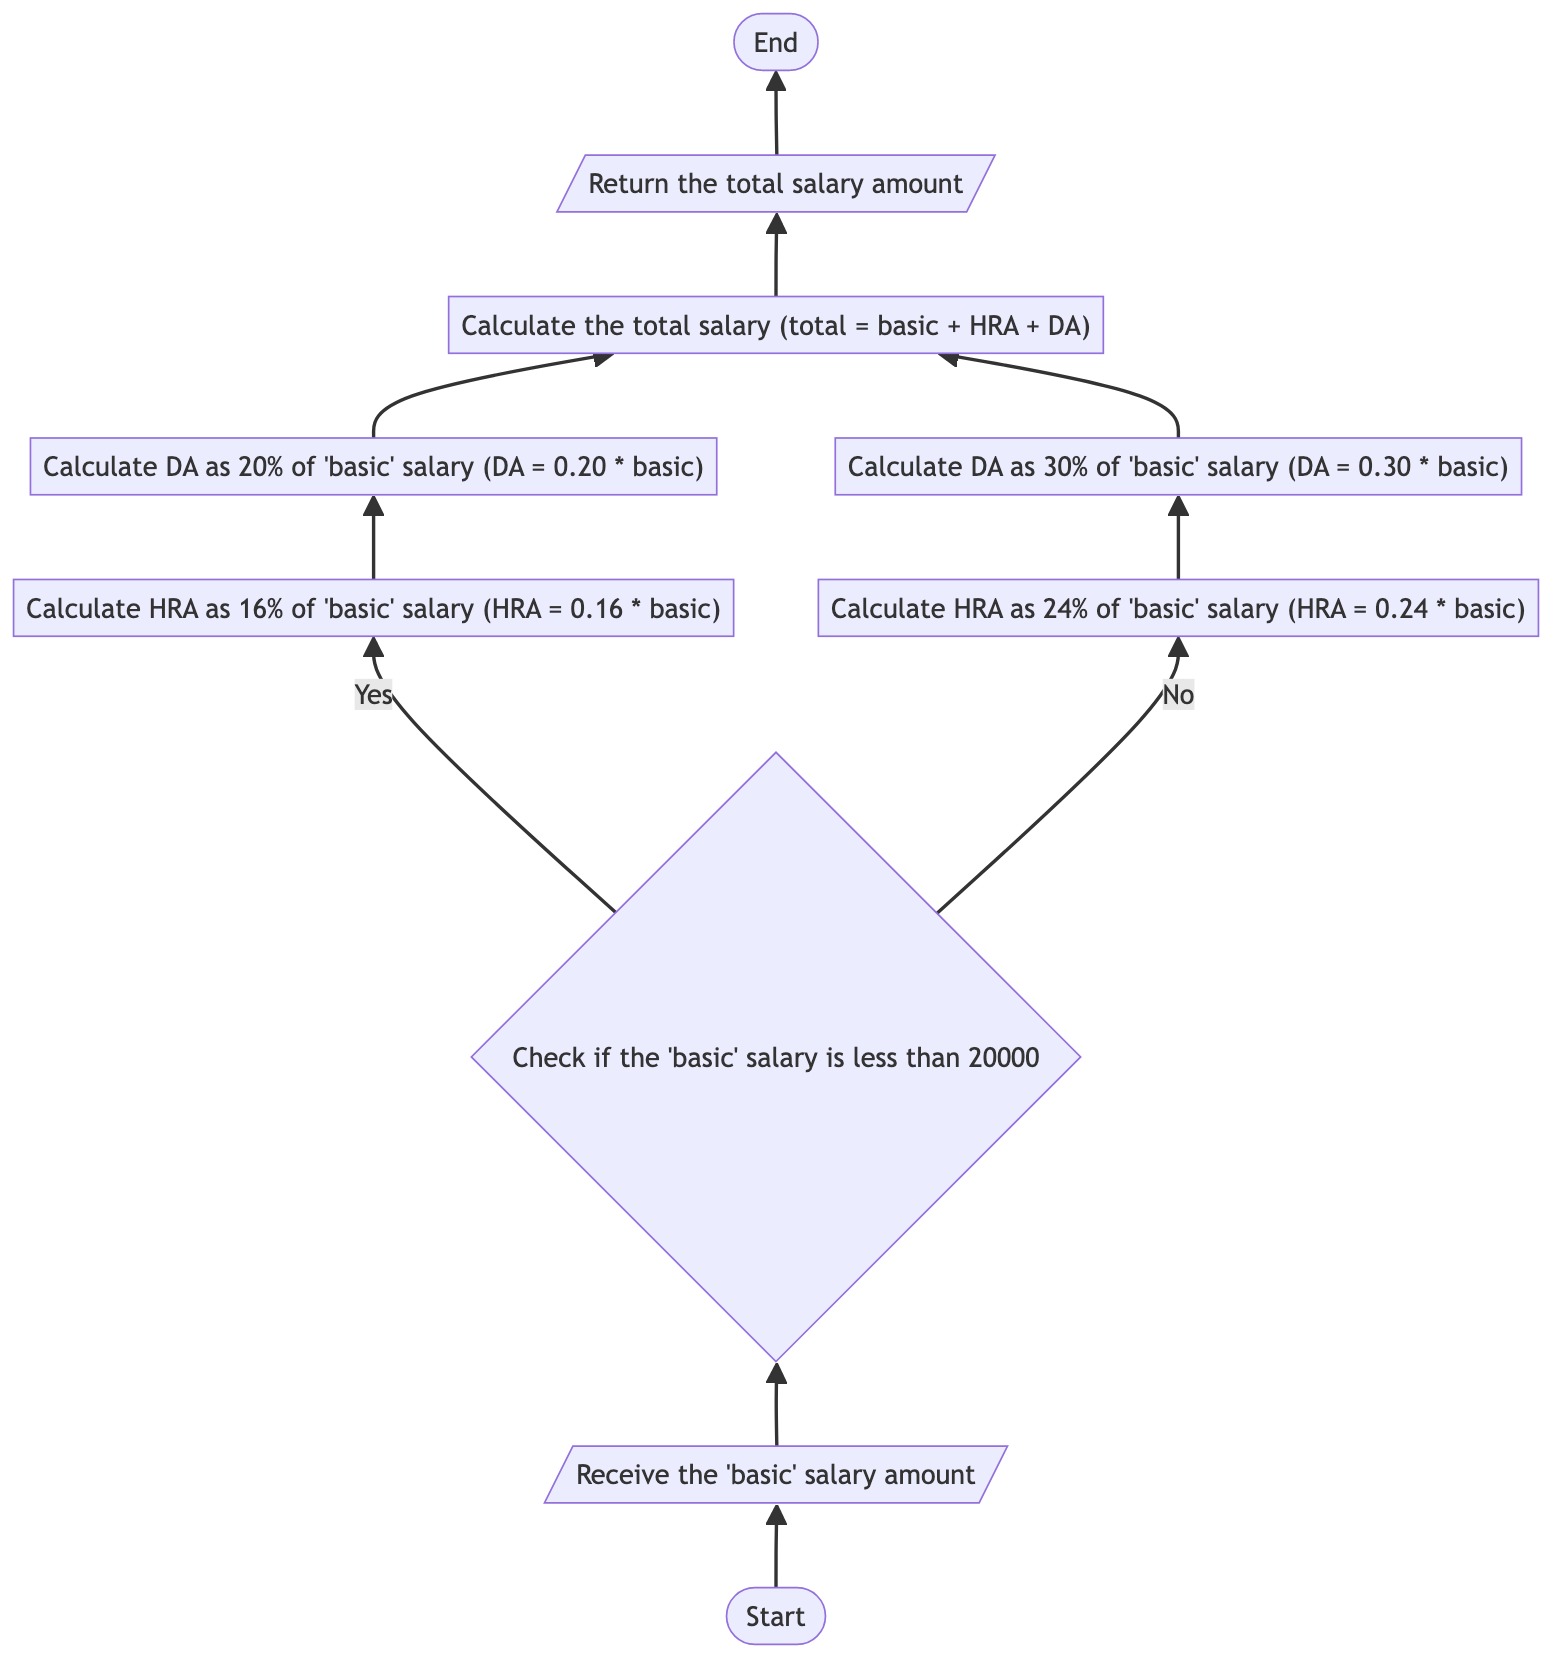 End
Return the total salary amount
Calculate the total salary (total = basic + HRA + DA)
Calculate DA as 20% of 'basic' salary (DA = 0.20 * basic)
Calculate DA as 30% of 'basic' salary (DA = 0.30 * basic)
Calculate HRA as 16% of 'basic' salary (HRA = 0.16 * basic)
Calculate HRA as 24% of 'basic' salary (HRA = 0.24 * basic)
Yes
No
Check if the 'basic' salary is less than 20000
Receive the 'basic' salary amount
Start